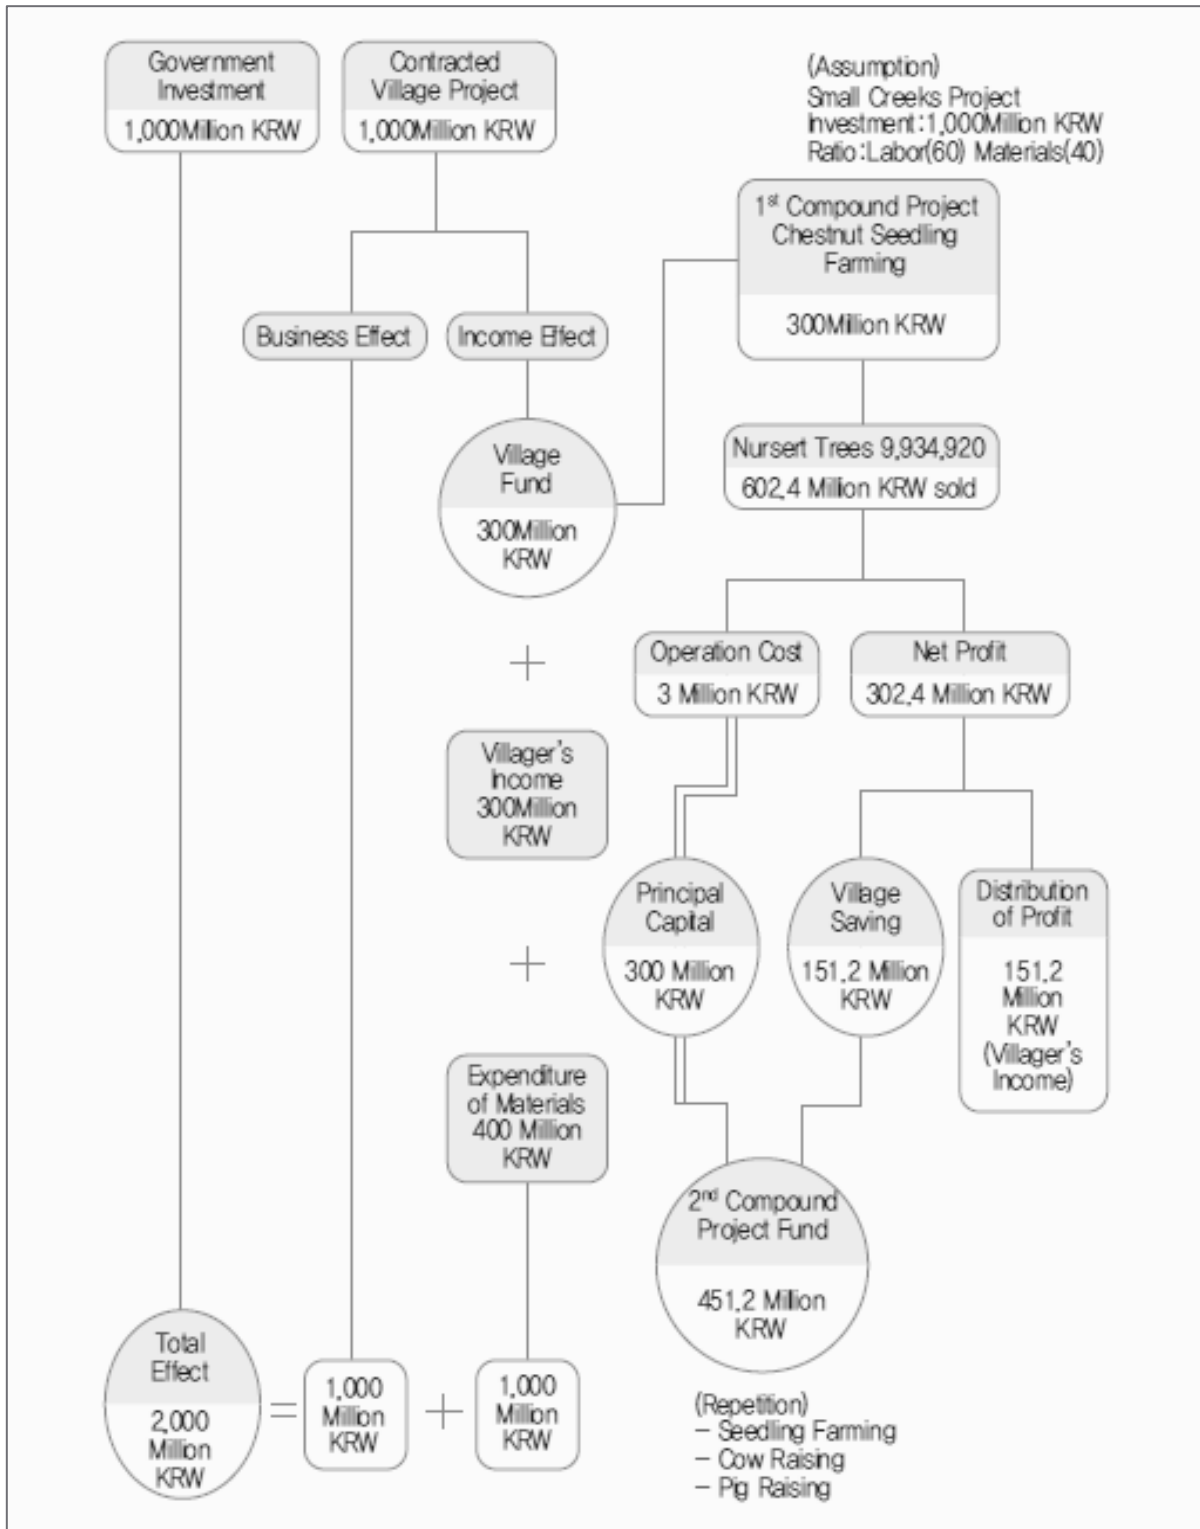 Government
Investment
1,000Million KRW
Contracted
Village Project
1,000Million KRW
(Assumption)
Small Creeks Project
Investment:1,000Million KRW
Ratio:Labor(60) Materials(40)
1st Compound Project
Chestnut Seedling
Farming
300Million KRW
Business Effect
Income Effect
Village
Fund
300Million
KRW
Nursert Trees 9,934,920
602.4 Million KRW sold
+
Operation Cost
3 Million KRW
Net Profit
302.4 Million KRW
Villager's
Income
300Million
KRW
+
Principal
Capital
300 Million
KRW
Village
Saving
151.2 Million
KRW
Distribution
of Profit
151.2
Million
KRW
(Villager's
Income)
Expenditure
of Materials
400 Million
KRW
2nd Compound
Project Fund
451.2 Million
KRW
Total
Effect
2,000
Million
KRW
=
1,000
Million
KRW
+
1,000
Million
KRW
(Repetition)
- Seedling Farming
- Cow Raising
- Pig Raising